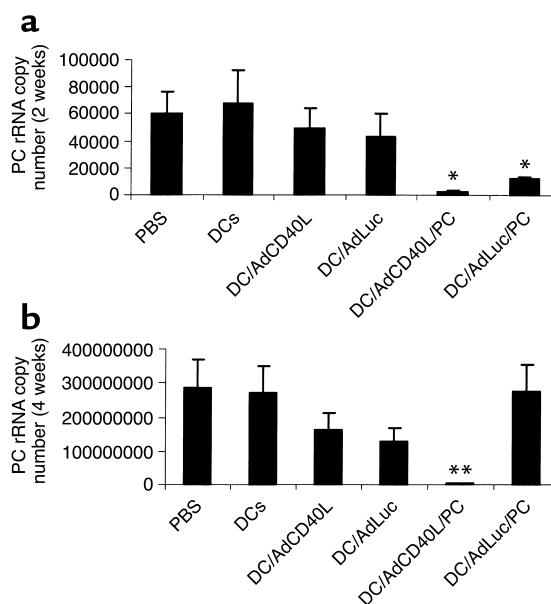 a
PC rRNA copy
number (2 weeks)
100000
80000
60000
40000
20000
0
*
*
PBS
DCs
DC/AdCD40L
DC/AdLuc
DC/AdCD40L/PC
DC/AdLuc/PC
b
PC rRNA copy
number (4 weeks)
400000000
300000000
200000000
100000000
0
**
PBS
DCs
DC/AdCD40L
DC/AdLuc
DC/AdCD40L/PC
DC/AdLuc/PC